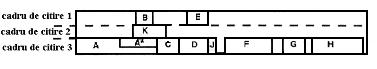 cadru de citire 1 B E
cadru de citire 2 K
cadru de citire 3 A A* C D J F G H